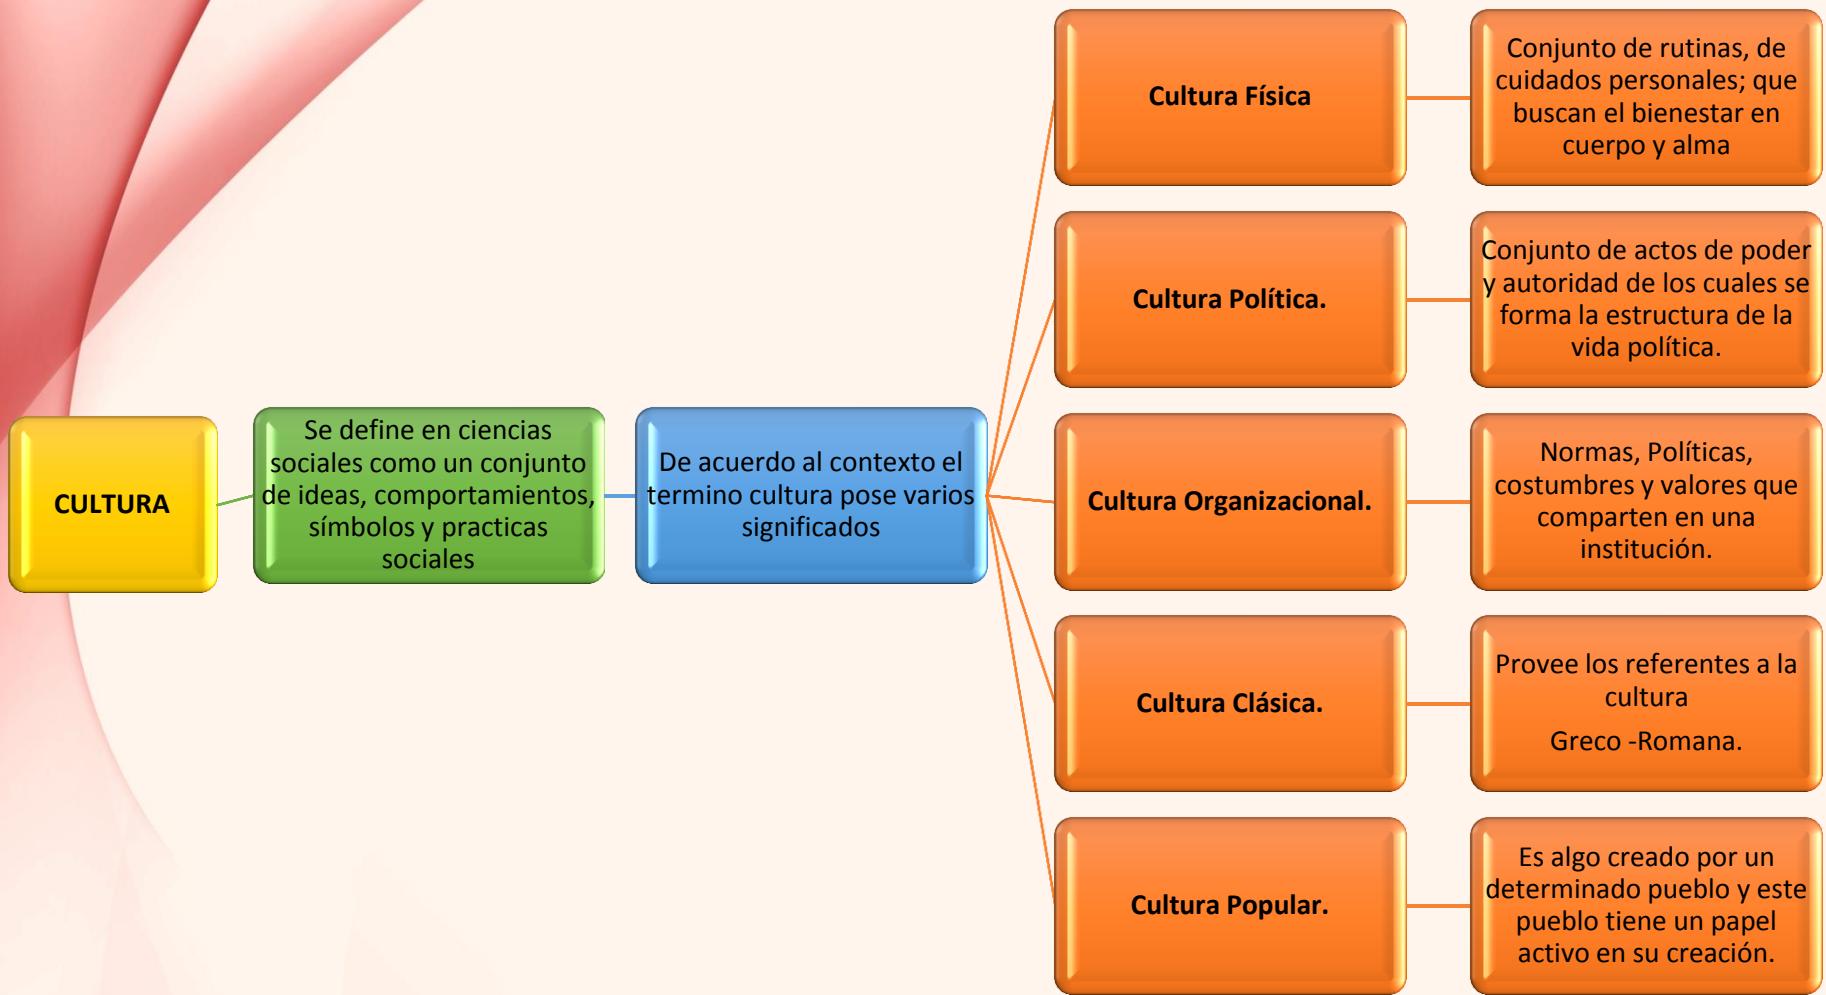 CULTURA
Se define en ciencias
sociales como un conjunto
de ideas, comportamientos,
símbolos y practicas
sociales
De acuerdo al contexto el
termino cultura pose varios
significados
Cultura Física
Conjunto de rutinas, de
cuidados personales; que
buscan el bienestar en
cuerpo y alma
Cultura Política.
Conjunto de actos de poder
y autoridad de los cuales se
forma la estructura de la
vida política.
Cultura Organizacional.
Normas, Políticas,
costumbres y valores que
comparten en una
institución.
Cultura Clásica.
Provee los referentes a la
cultura
Greco -Romana.
Cultura Popular.
Es algo creado por un
determinado pueblo y este
pueblo tiene un papel
activo en su creación.